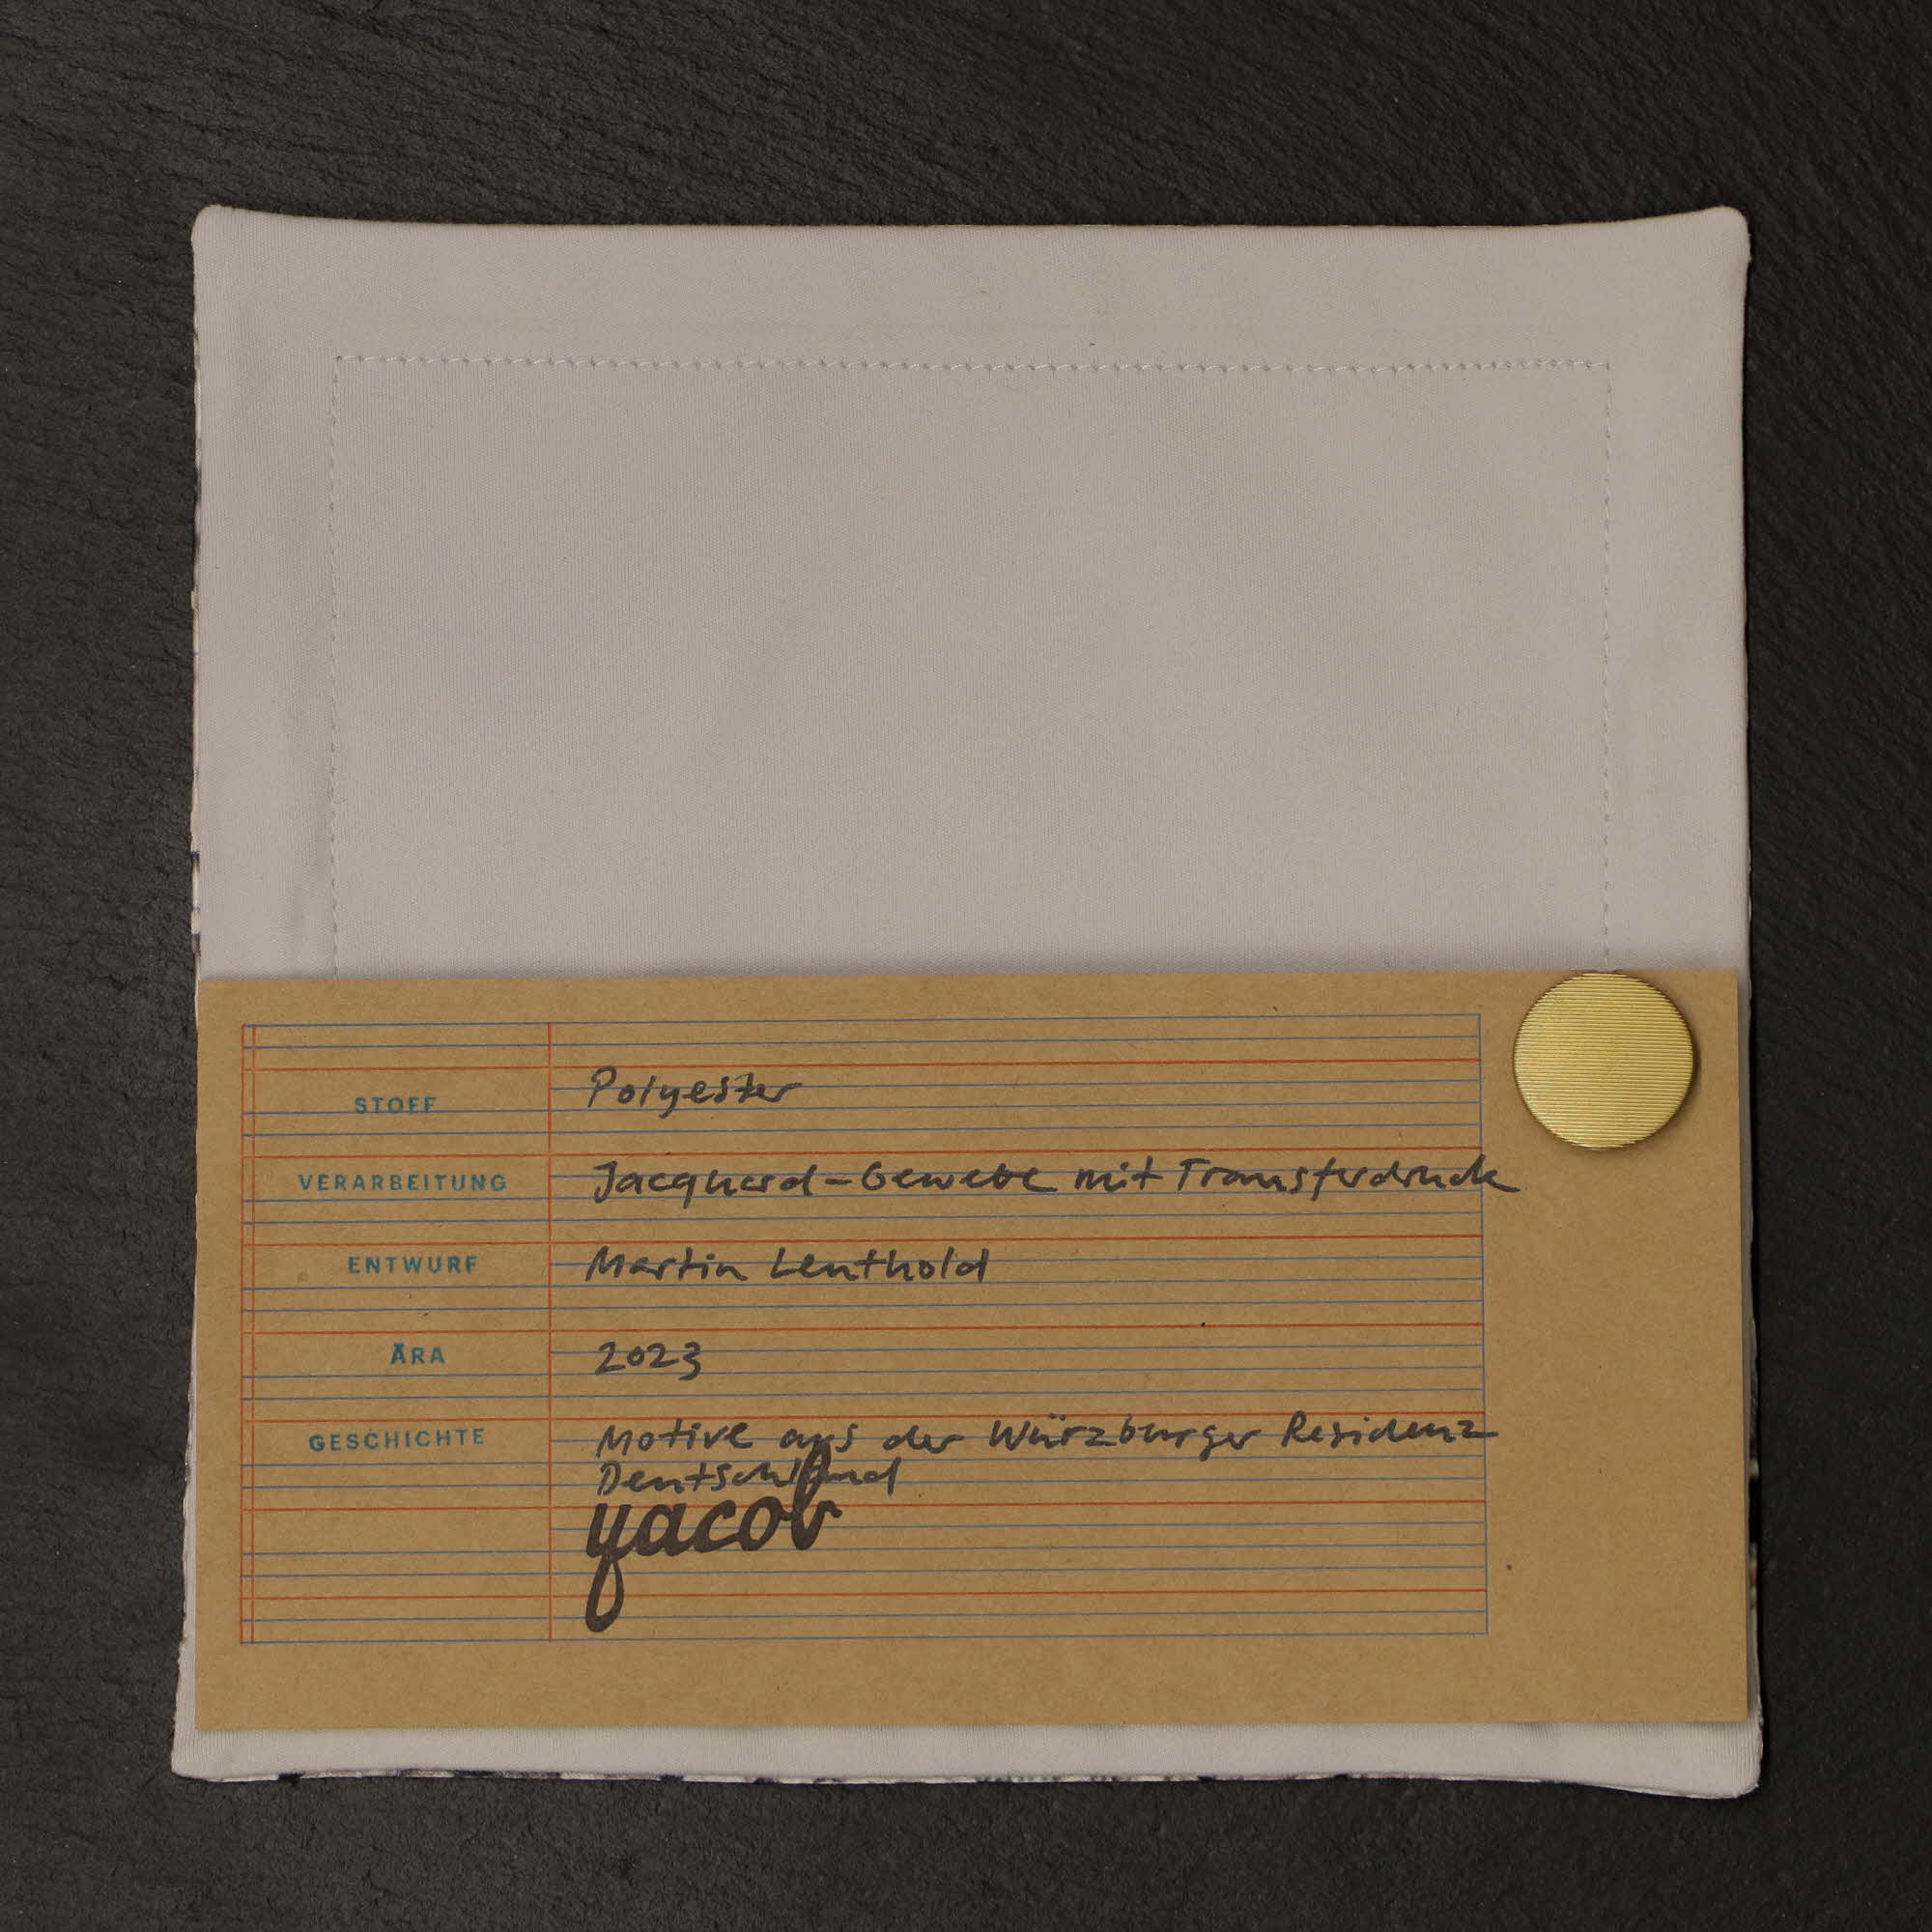 STOFF Polyester
VERARBEITUNG Jacquard-Gewebe mit Transferdruck
ENTWURF Martin Leuthold
ÄRA 2023
GESCHICHTE Motive aus der Würzburger Residenz
Deutschland
yacob